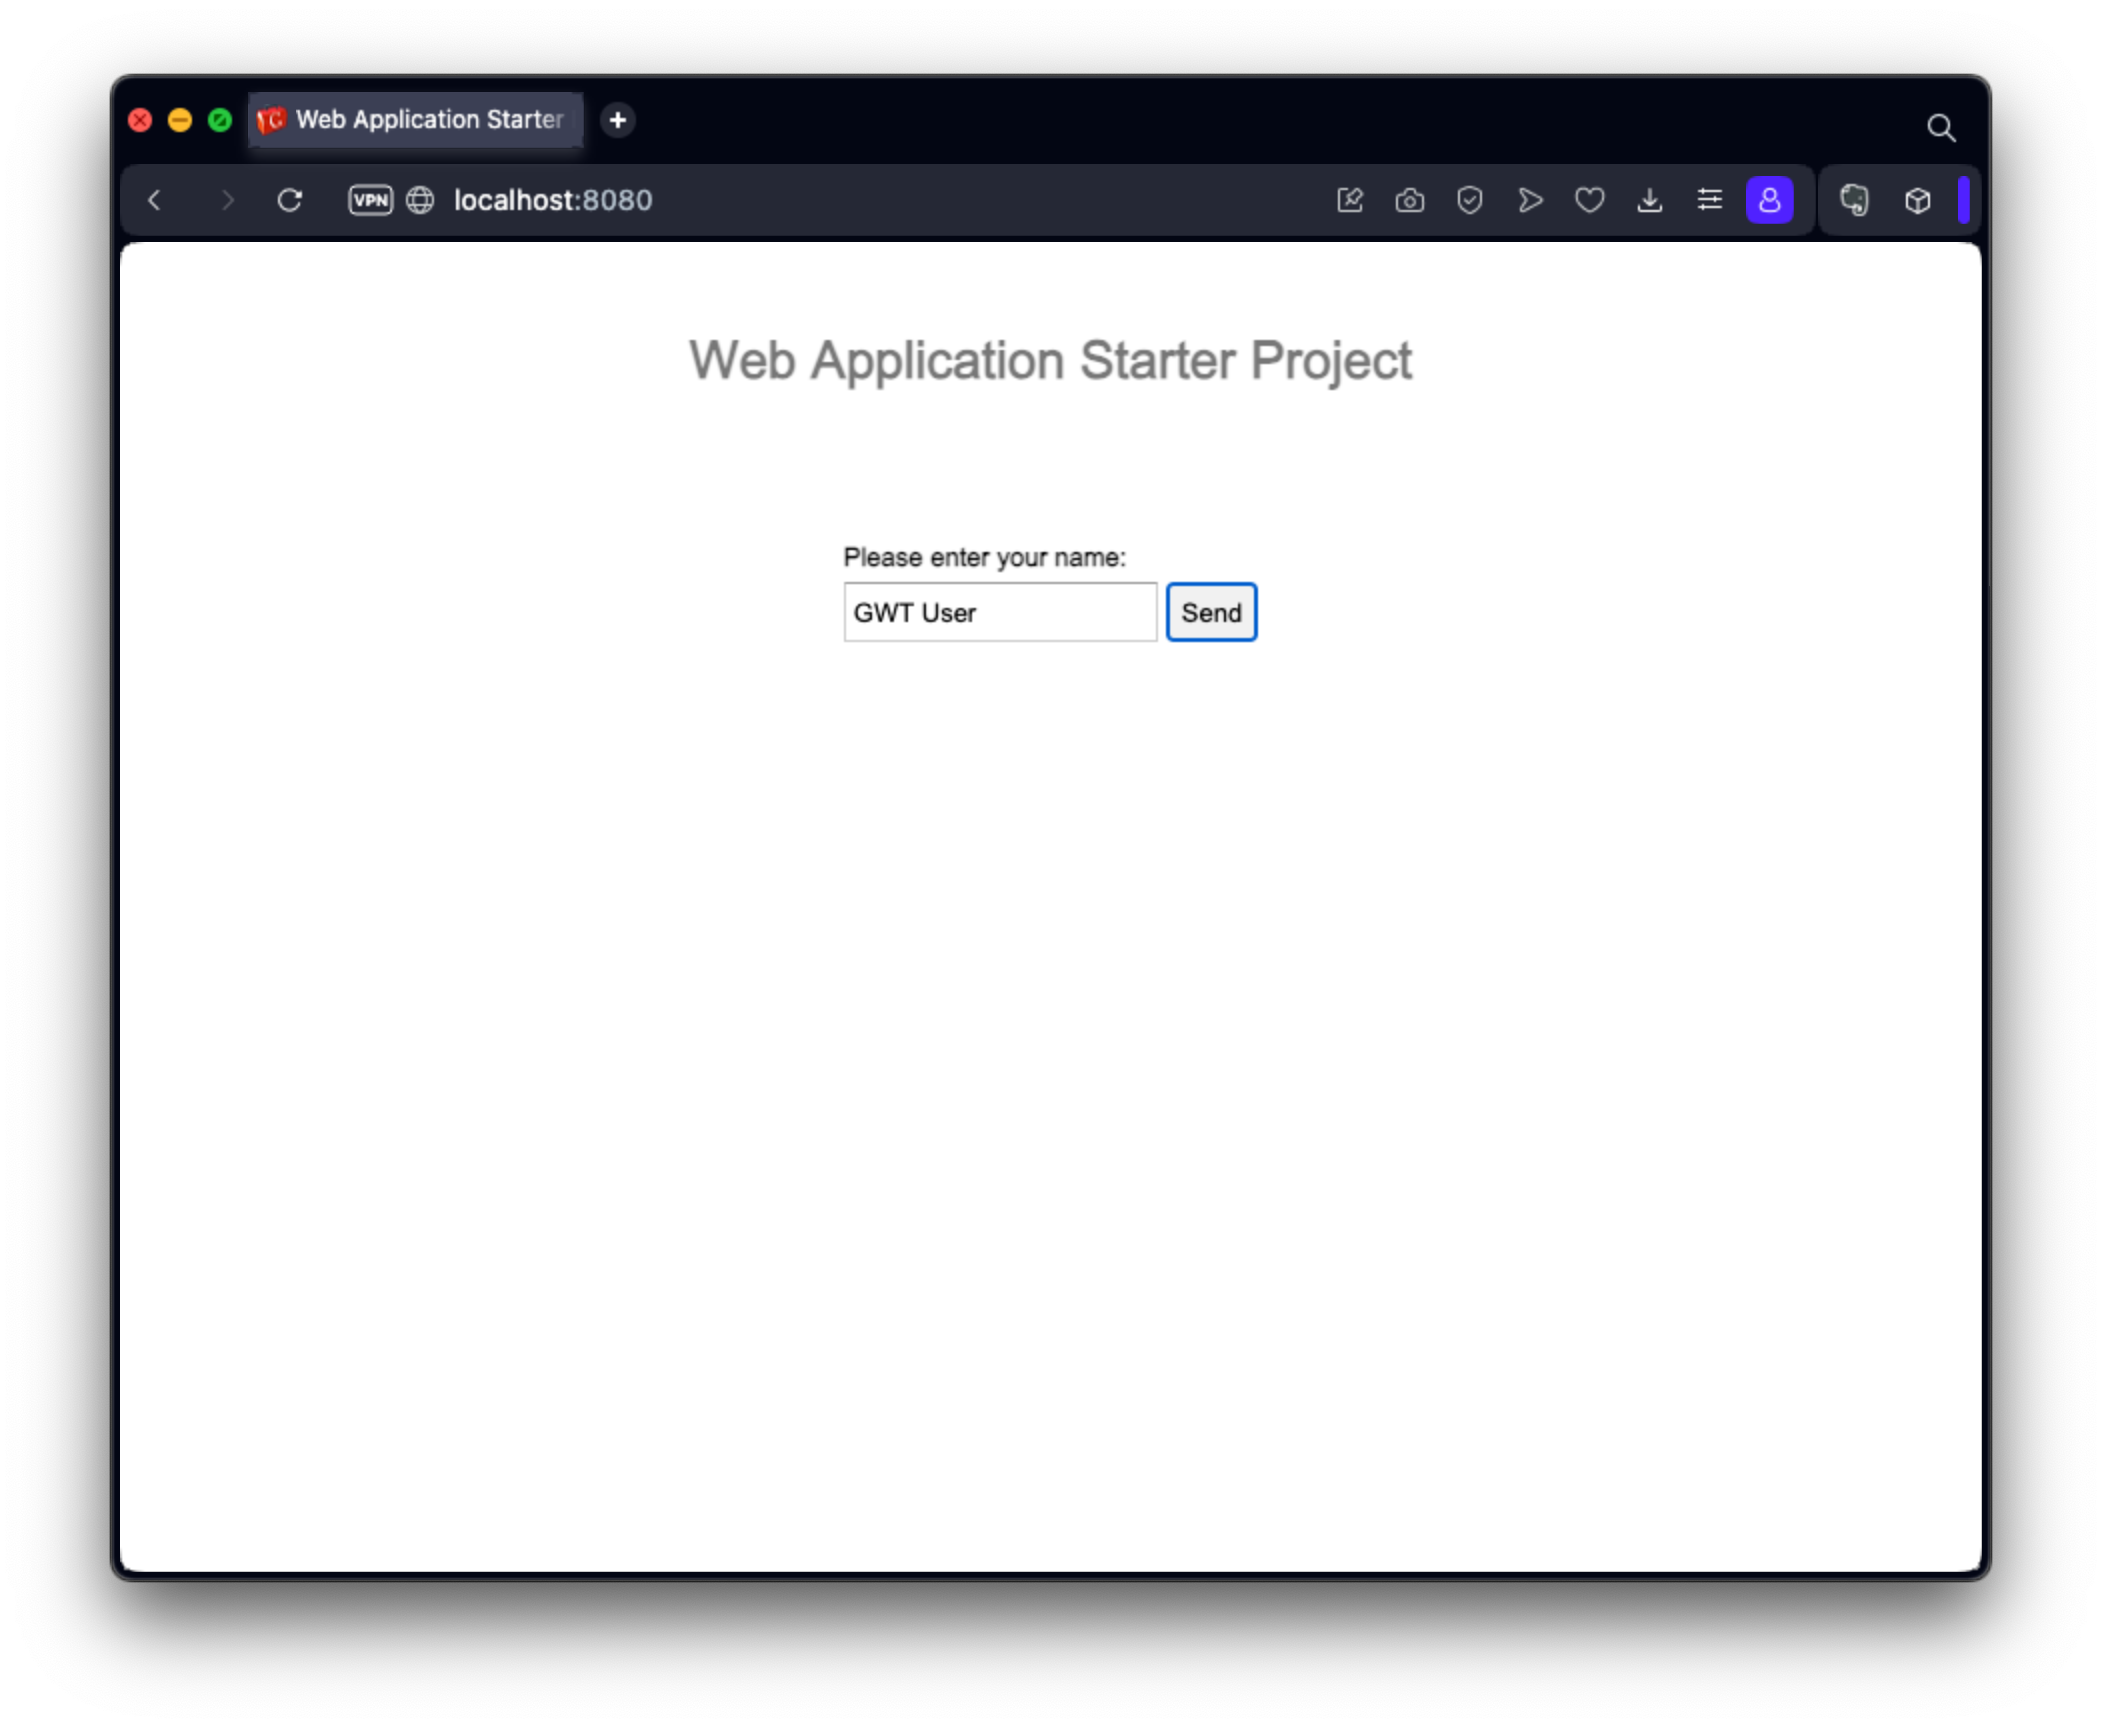 Web Application Starter
VPN localhost:8080
Web Application Starter Project
Please enter your name:
GWT User
Send